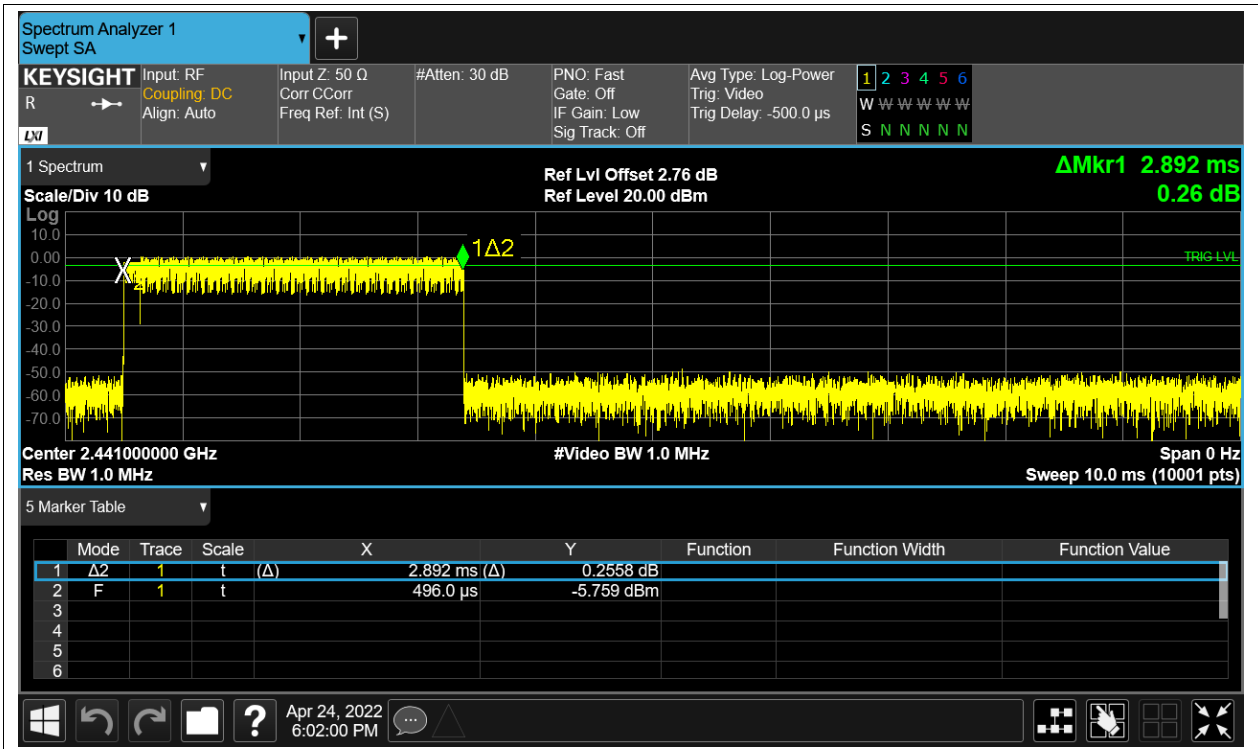 Spectrum Analyzer 1
Swept SA
KEYSIGHT Input: RF Input Z: 50 Ω #Atten: 30 dB PNO: Fast Avg Type: Log-Power 1 2 3 4 5 6
R Coupling: DC Corr CCorr Gate: Off Trig: Video W W W W W W
Align: Auto Freq Ref: Int (S) IF Gain: Low Trig Delay: -500.0 µs
LXI Sig Track: Off S N N N N N
1 Spectrum Ref Lvl Offset 2.76 dB ΔMkr1 2.892 ms
Scale/Div 10 dB Ref Level 20.00 dBm 0.26 dB
Log
10.0
1Δ2
0.00 TRIG LVL
-10.0
-20.0
-30.0
-40.0
-50.0
-60.0
-70.0
Center 2.441000000 GHz #Video BW 1.0 MHz Span 0 Hz
Res BW 1.0 MHz Sweep 10.0 ms (10001 pts)
5 Marker Table
Mode Trace Scale X Y Function Function Width Function Value
1 Δ2 1 t (Δ) 2.892 ms (Δ) 0.2558 dB
2 F 1 t 496.0 µs -5.759 dBm
3
4
5
6
? Apr 24, 2022
6:02:00 PM